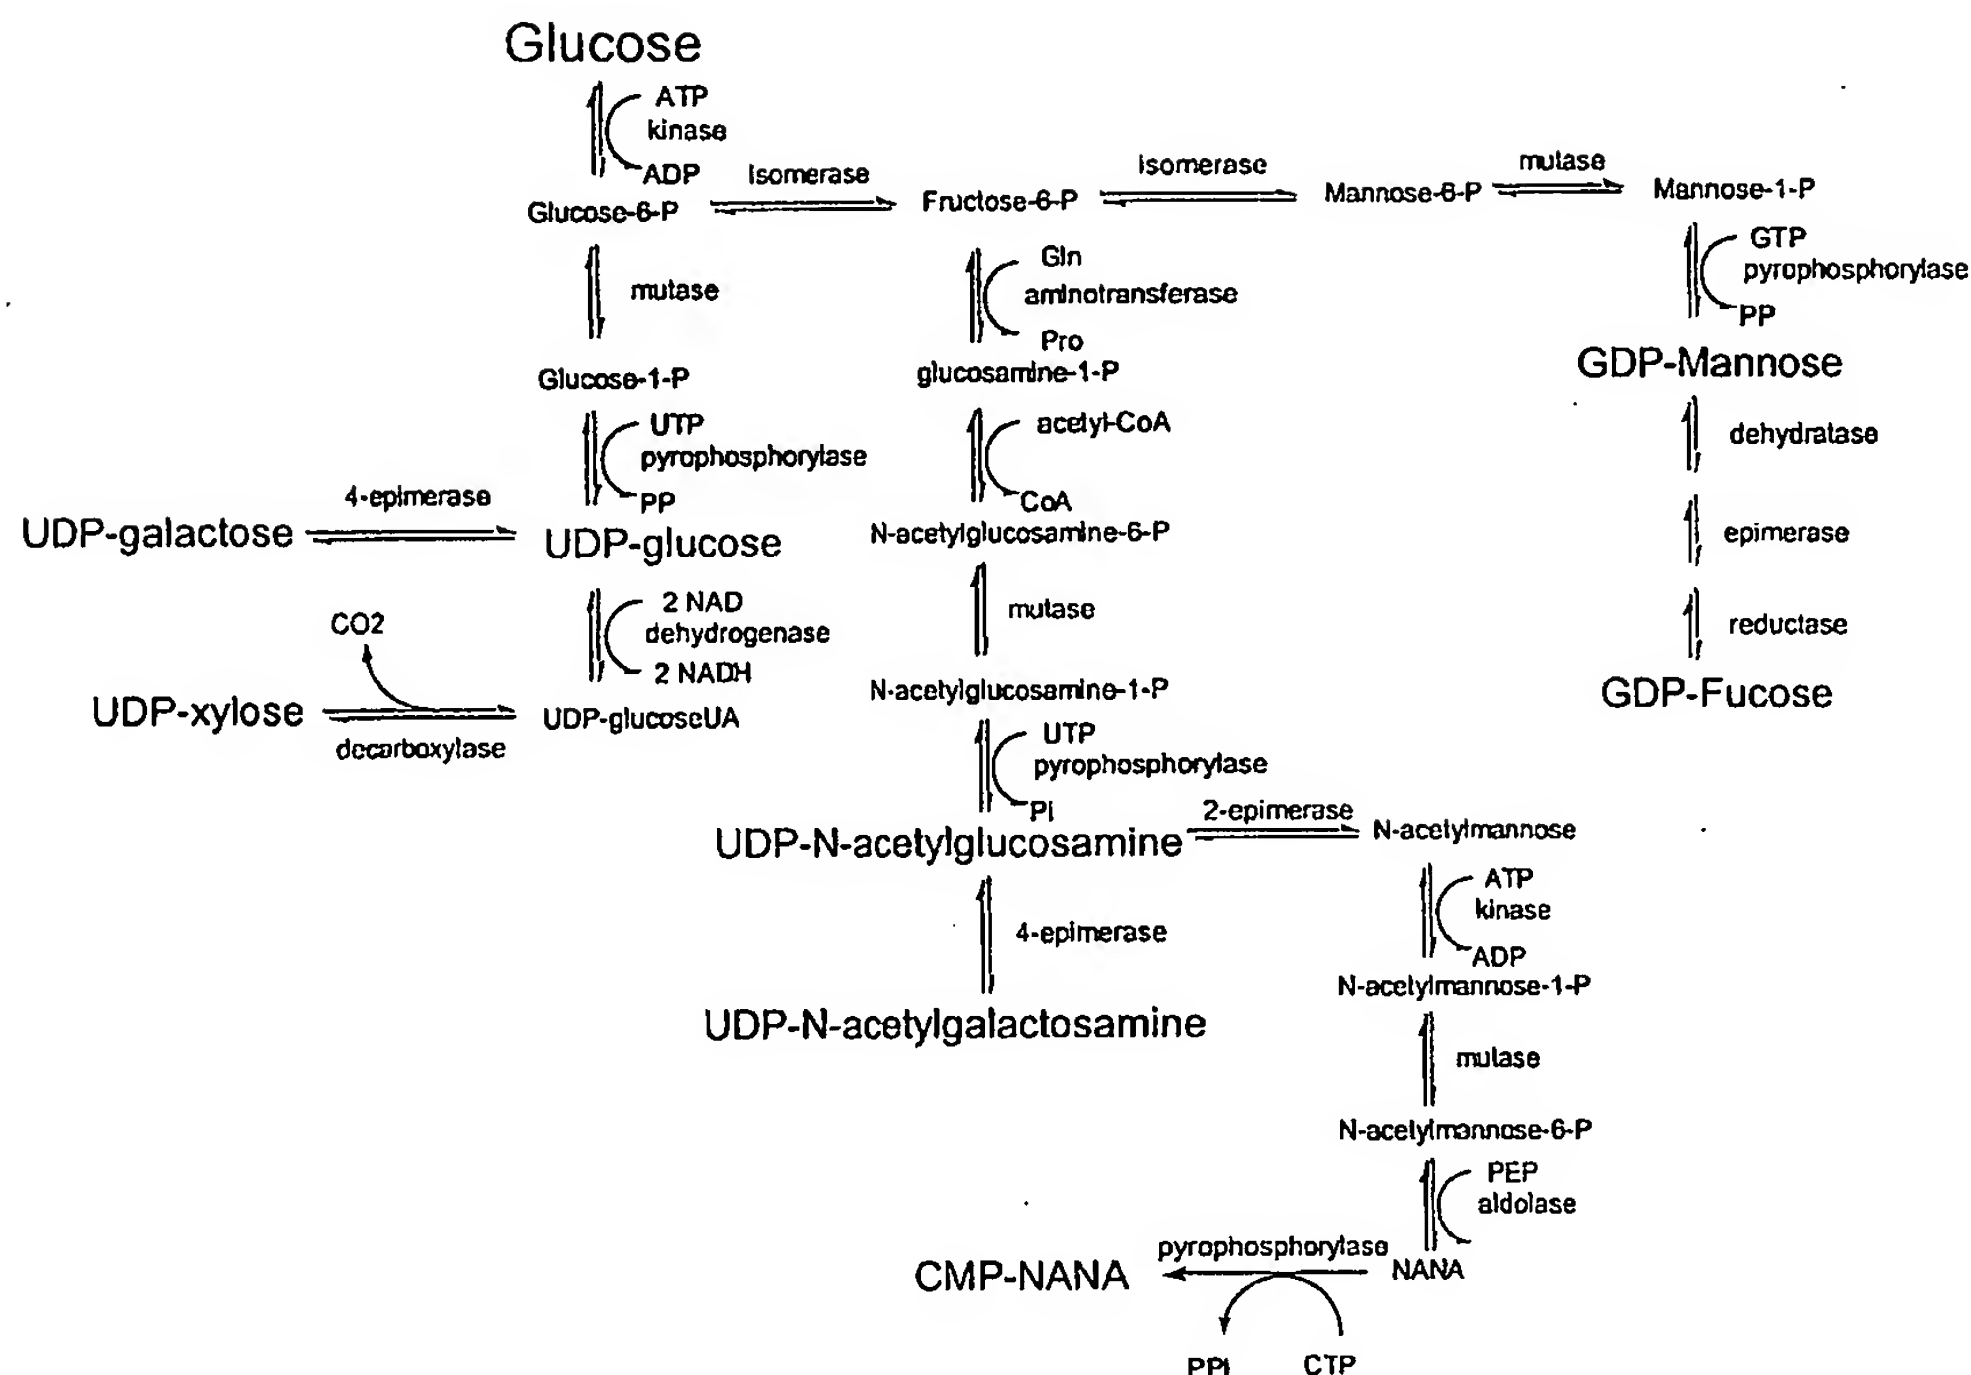 Glucose
ATP
kinase
ADP
Isomerase
Isomerase
mutase
Glucose-6-P
Fructose-6-P
Mannose-6-P
Mannose-1-P
mutase
Gln
aminotransferase
Pro
GTP
pyrophosphorylase
PP
Glucose-1-P
glucosamine-1-P
GDP-Mannose
UTP
pyrophosphorylase
PP
acetyl-CoA
CoA
dehydratase
4-epimerase
UDP-galactose
UDP-glucose
N-acetylglucosamine-6-P
epimerase
CO2
2 NAD
dehydrogenase
2 NADH
mutase
reductase
UDP-xylose
decarboxylase
UDP-glucoseUA
N-acetylglucosamine-1-P
GDP-Fucose
UTP
pyrophosphorylase
PI
2-epimerase
UDP-N-acetylglucosamine
N-acetylmannose
4-epimerase
ATP
kinase
ADP
UDP-N-acetylgalactosamine
N-acetylmannose-1-P
mutase
N-acetylmannose-6-P
PEP
aldolase
pyrophosphorylase
CMP-NANA
NANA
PPI
CTP